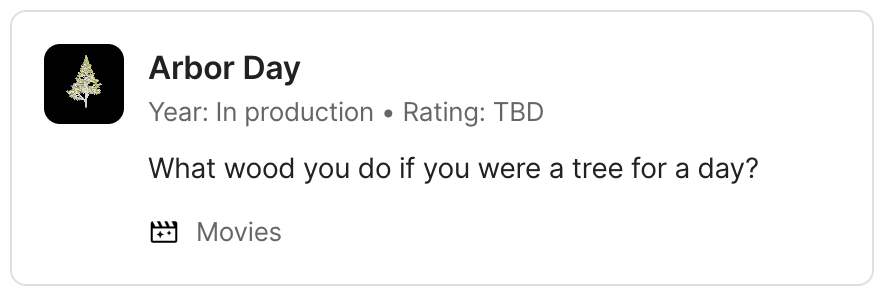 Arbor Day
Year: In production • Rating: TBD
What wood you do if you were a tree for a day?
Movies